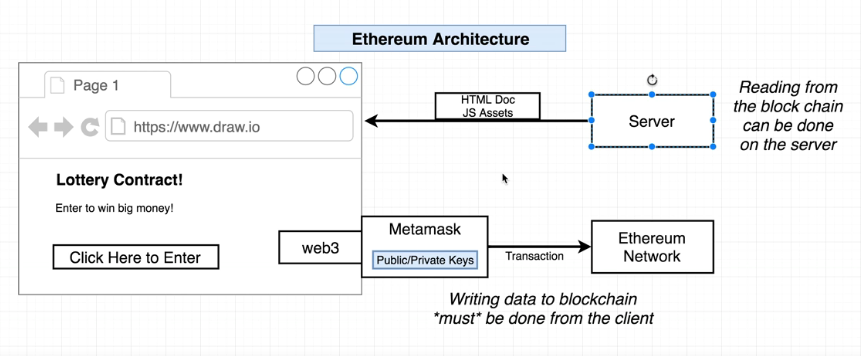 Ethereum Architecture
Page 1
https://www.draw.io
Lottery Contract!
Enter to win big money!
Click Here to Enter
web3
HTML Doc
JS Assets
Server
Reading from
the block chain
can be done
on the server
Metamask
Public/Private Keys
Transaction
Ethereum
Network
Writing data to blockchain
*must* be done from the client